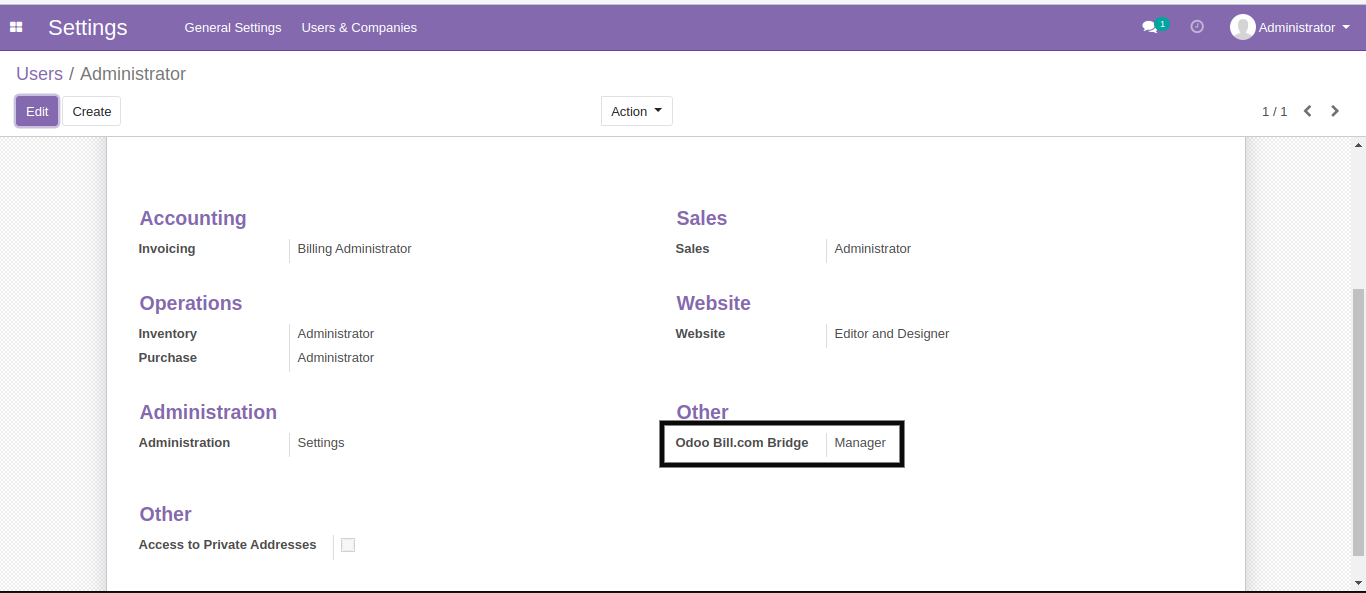 Settings General Settings Users & Companies 1 Administrator
Users / Administrator
Edit Create Action 1 / 1
Accounting
Invoicing Billing Administrator
Sales
Sales Administrator
Operations
Inventory Administrator
Purchase Administrator
Website
Website Editor and Designer
Administration
Administration Settings
Other
Odoo Bill.com Bridge Manager
Other
Access to Private Addresses